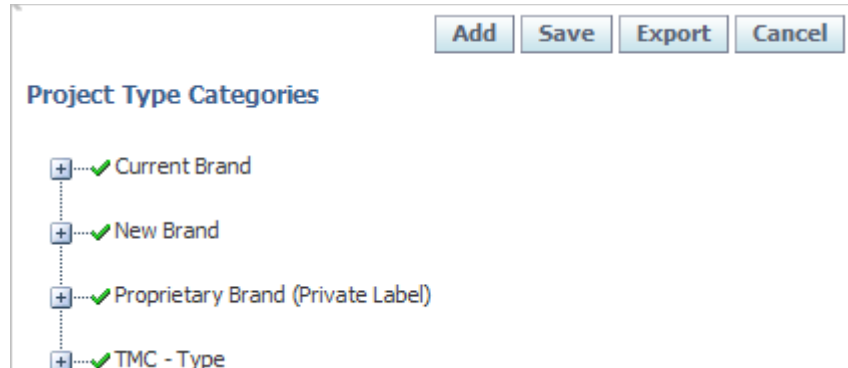 Add Save Export Cancel
Project Type Categories
Current Brand
New Brand
Proprietary Brand (Private Label)
TMC - Type